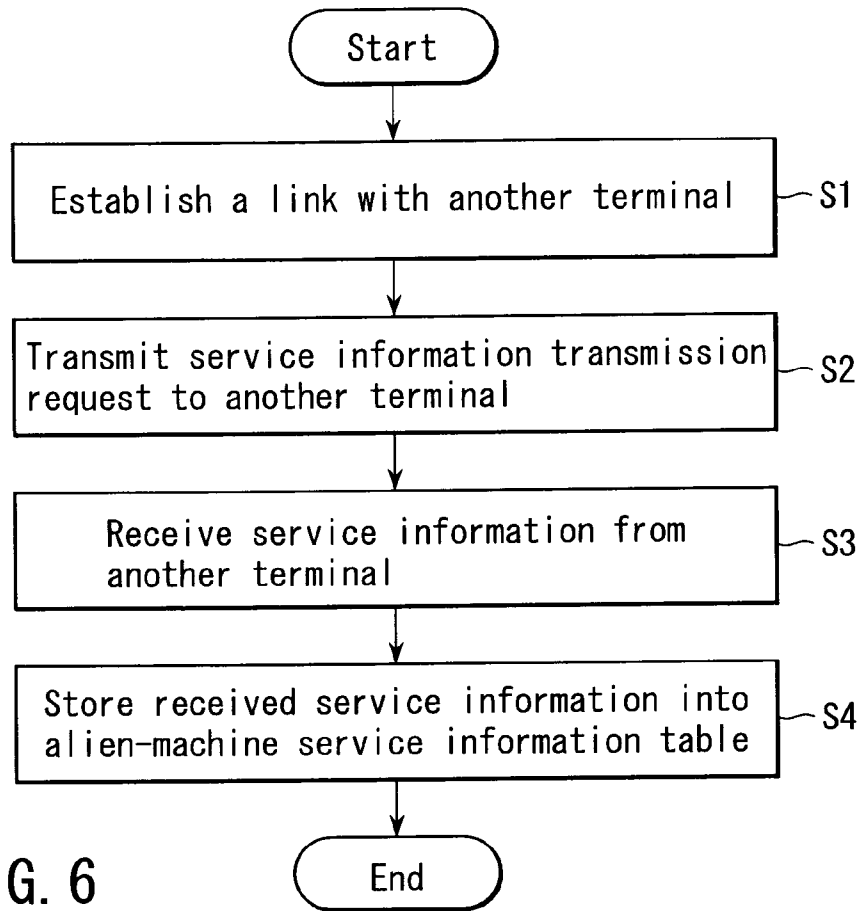 Start
Establish a link with another terminal
S1
Transmit service information transmission
request to another terminal
S2
Receive service information from
another terminal
S3
Store received service information into
alien-machine service information table
S4
End
G. 6